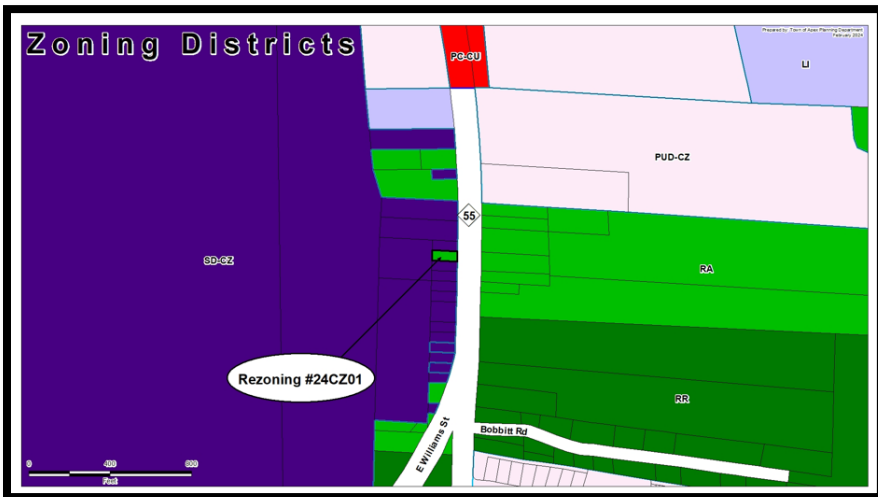 Zoning Districts
Prepared by: Town of Apex Planning Department
February 2024
PC-CU
LI
PUD-CZ
55
SD-CZ
RA
Rezoning #24CZ01
RR
E Williams St
Bobbitt Rd
0 400 800
Feet